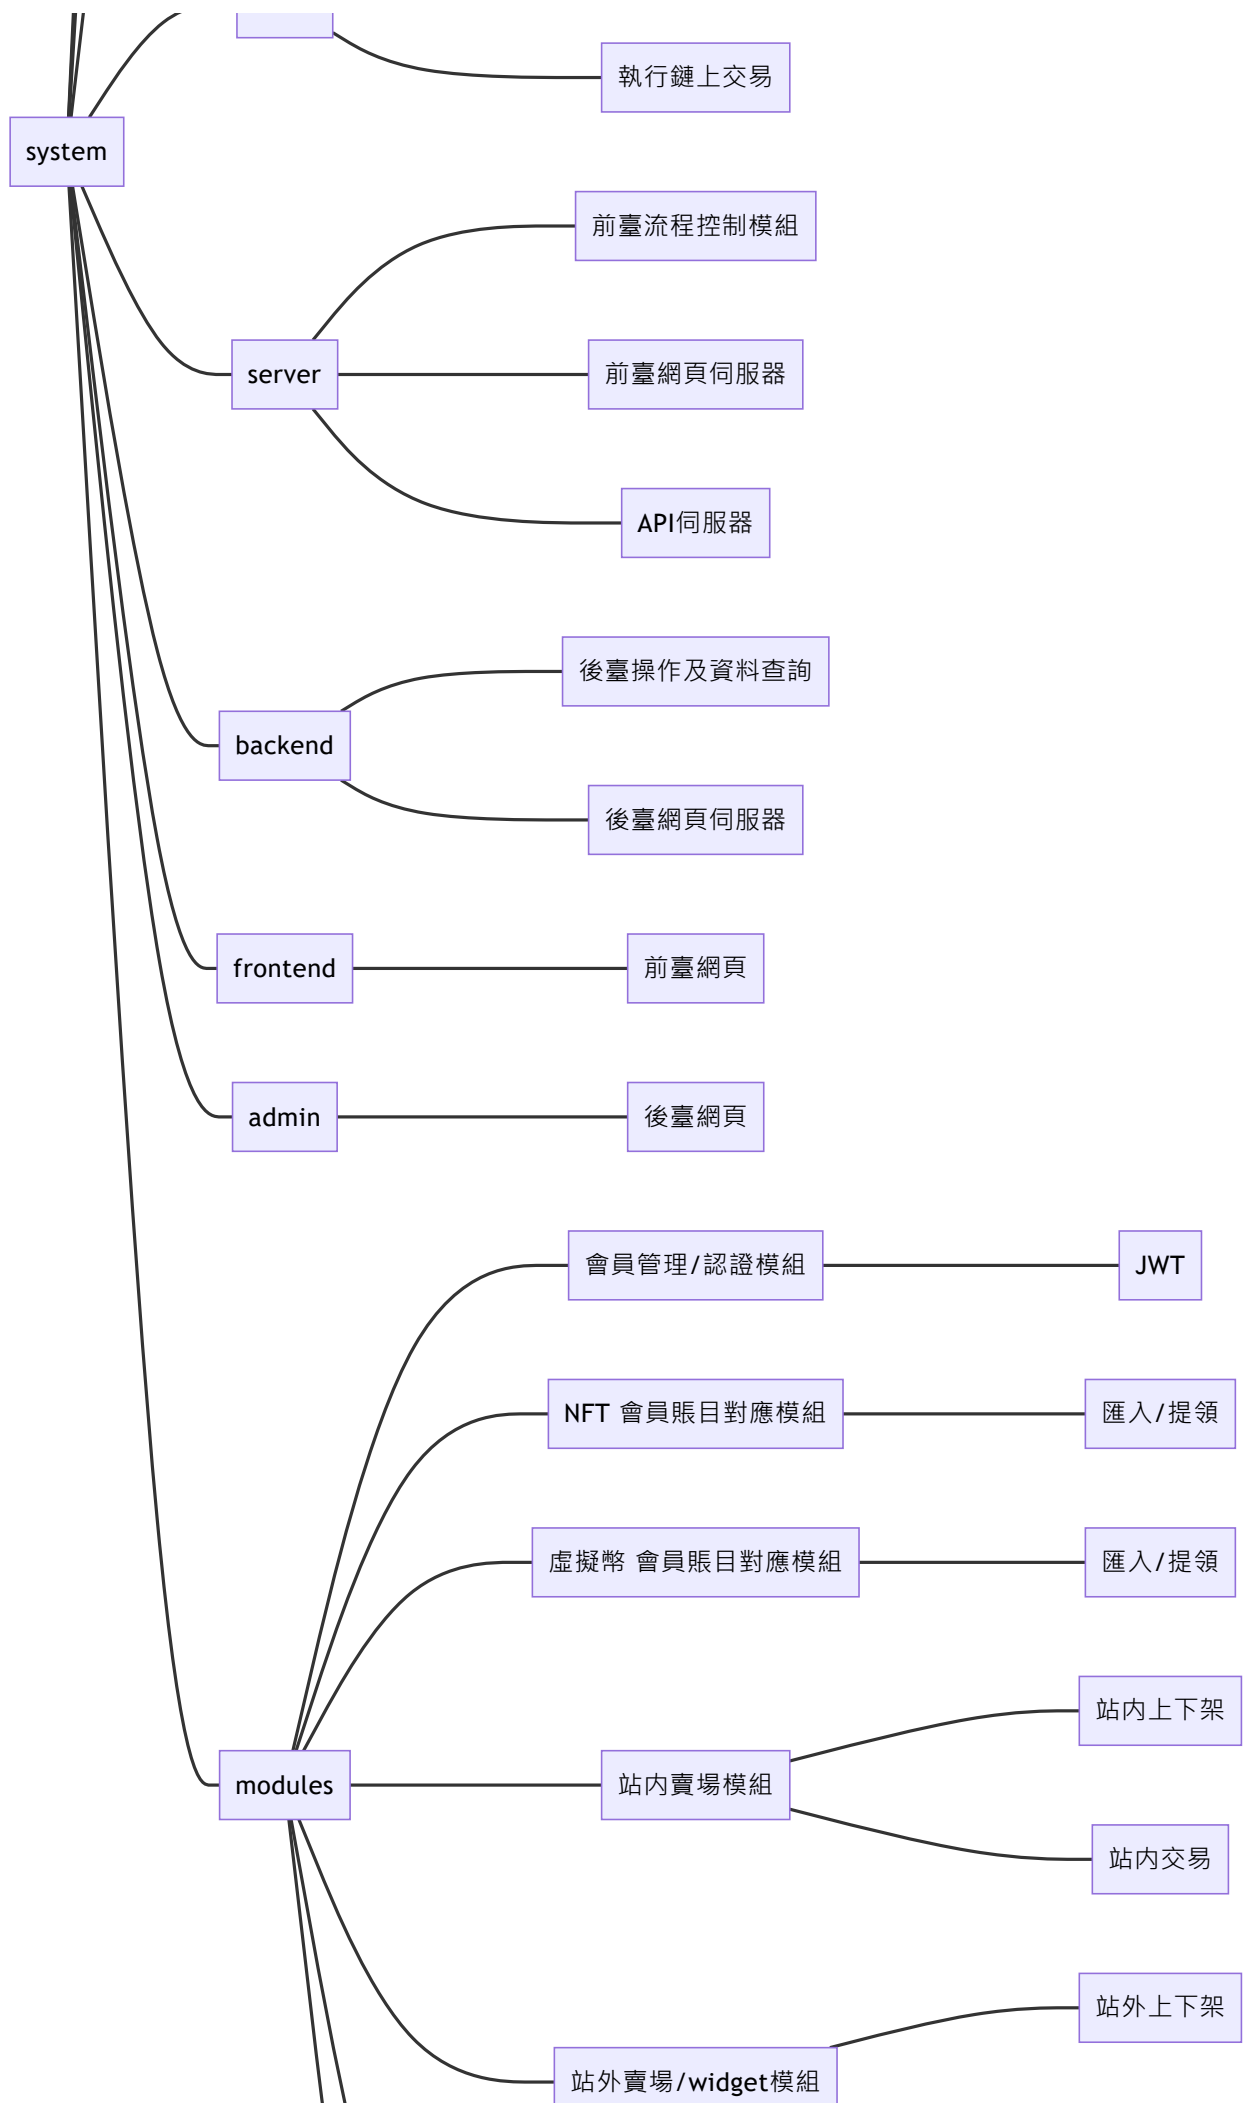 執行鏈上交易
system
前臺流程控制模組
server
前臺網頁伺服器
API伺服器
後臺操作及資料查詢
backend
後臺網頁伺服器
frontend
前臺網頁
admin
後臺網頁
會員管理/認證模組
JWT
NFT 會員賬目對應模組
匯入/提領
虛擬幣 會員賬目對應模組
匯入/提領
站内上下架
modules
站内賣場模組
站内交易
站外上下架
站外賣場/widget模組